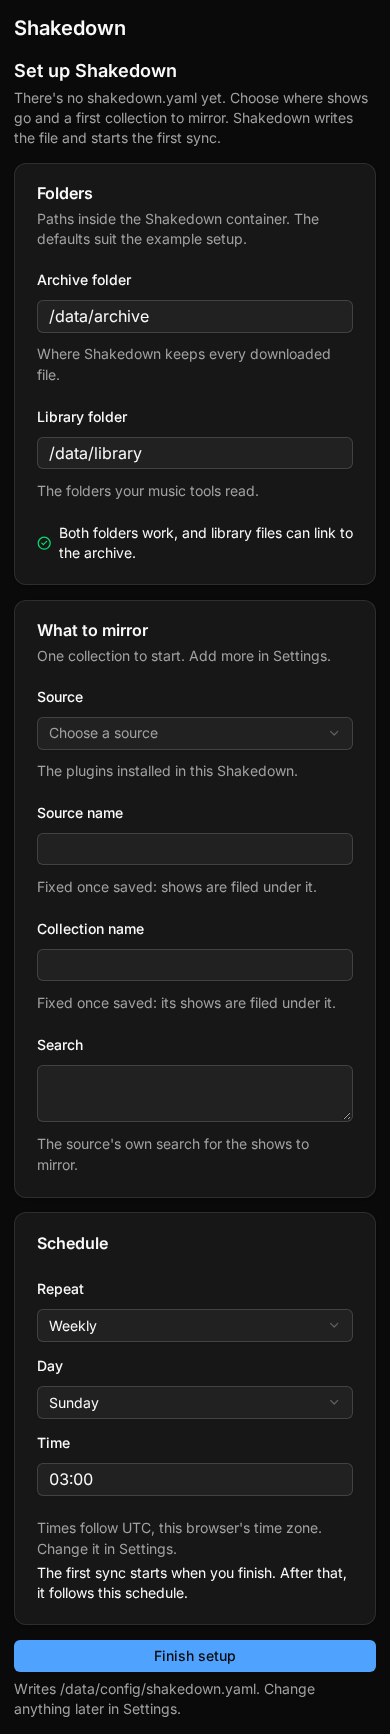 Shakedown
Set up Shakedown
There's no shakedown.yaml yet. Choose where shows
go and a first collection to mirror. Shakedown writes
the file and starts the first sync.
Folders
Paths inside the Shakedown container. The
defaults suit the example setup.
Archive folder
/data/archive
Where Shakedown keeps every downloaded
file.
Library folder
/data/library
The folders your music tools read.
Both folders work, and library files can link to
the archive.
What to mirror
One collection to start. Add more in Settings.
Source
Choose a source
The plugins installed in this Shakedown.
Source name
Fixed once saved: shows are filed under it.
Collection name
Fixed once saved: its shows are filed under it.
Search
The source's own search for the shows to
mirror.
Schedule
Repeat
Weekly
Day
Sunday
Time
03:00
Times follow UTC, this browser's time zone.
Change it in Settings.
The first sync starts when you finish. After that,
it follows this schedule.
Finish setup
Writes /data/config/shakedown.yaml. Change
anything later in Settings.